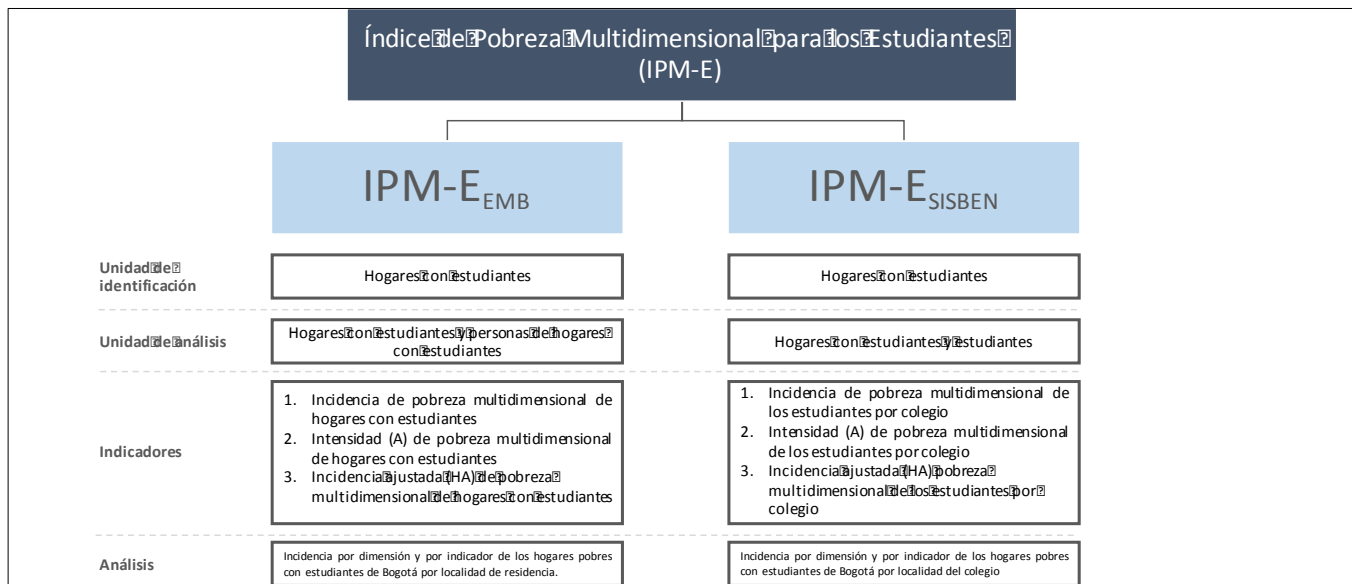 Índice de Pobreza Multidimensional para los Estudiantes
(IPM-E)
IPM-E EMB
IPM-E SISBEN
Unidad de
identificación
Hogares con estudiantes
Hogares con estudiantes
Unidad de análisis
Hogares con estudiantes y personas de hogares
con estudiantes
Hogares con estudiantes y estudiantes
Indicadores
1. Incidencia de pobreza multidimensional de
hogares con estudiantes
2. Intensidad (A) de pobreza multidimensional
de hogares con estudiantes
3. Incidencia ajustada (HA) de pobreza
multidimensional de hogares con estudiantes
1. Incidencia de pobreza multidimensional de
los estudiantes por colegio
2. Intensidad (A) de pobreza multidimensional
de los estudiantes por colegio
3. Incidencia ajustada (HA) pobreza
multidimensional de los estudiantes por
colegio
Análisis
Incidencia por dimensión y por indicador de los hogares pobres
con estudiantes de Bogotá por localidad de residencia.
Incidencia por dimensión y por indicador de los hogares pobres
con estudiantes de Bogotá por localidad del colegio